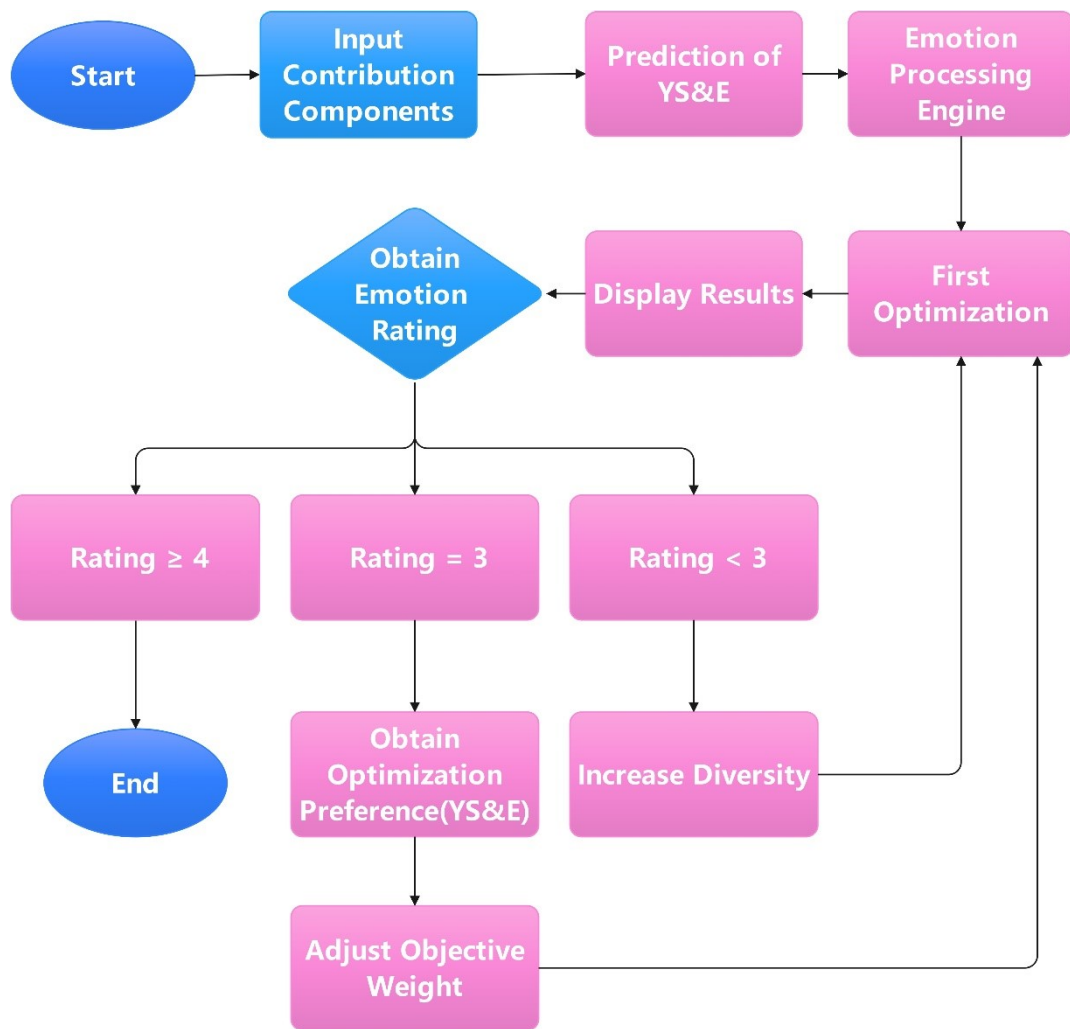 Start
Input
Contribution
Components
Prediction of
YS&E
Emotion
Processing
Engine
Obtain
Emotion
Rating
Display Results
First
Optimization
Rating ≥ 4
Rating = 3
Rating < 3
End
Obtain
Optimization
Preference(YS&E)
Increase Diversity
Adjust Objective
Weight